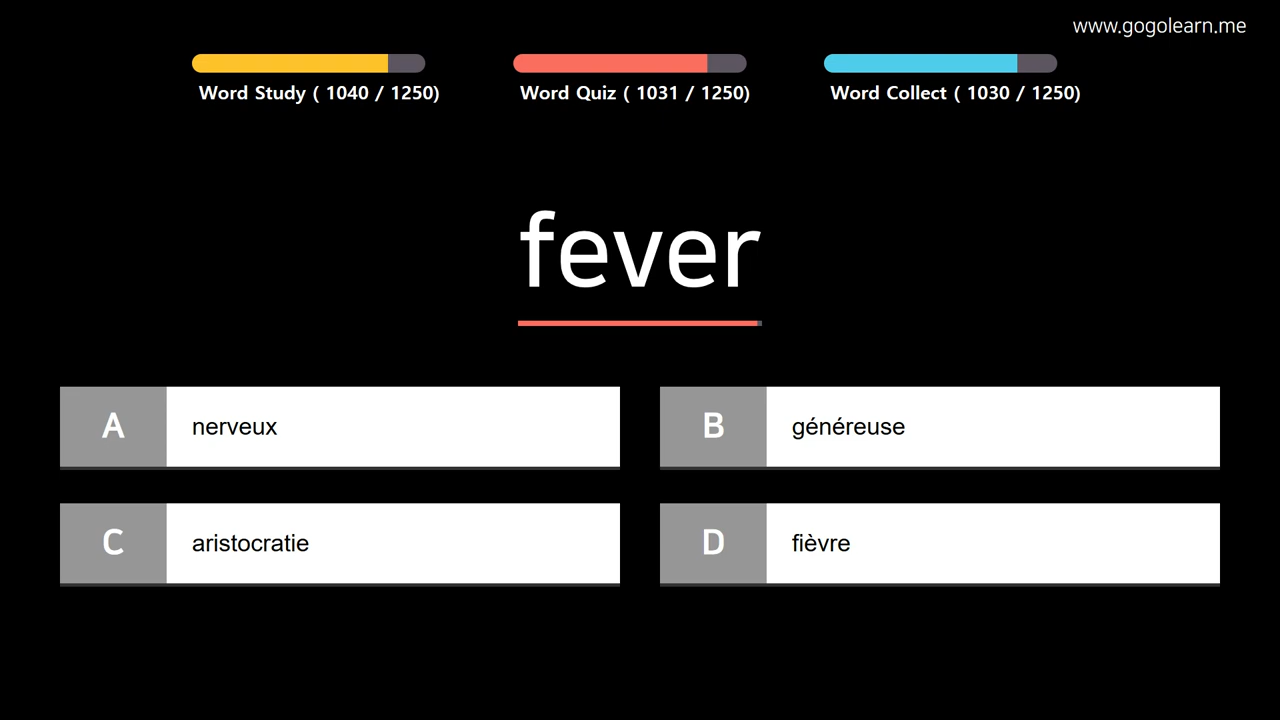 www.gogolearn.me
Word Study ( 1040 / 1250)
Word Quiz ( 1031 / 1250)
Word Collect ( 1030 / 1250)
fever
A nerveux
B généreuse
C aristocratie
D fièvre